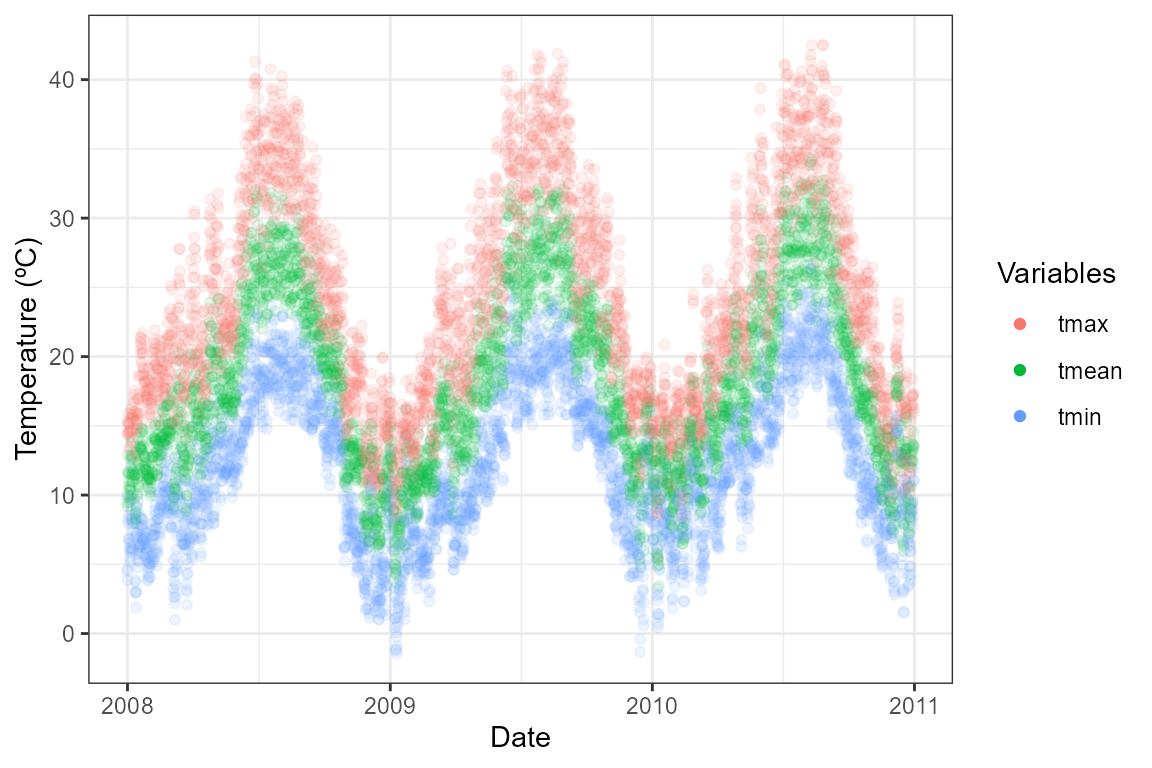 40
30
20
10
0
Temperature (ºC)
2008 2009 2010 2011
Date
Variables
tmax
tmean
tmin